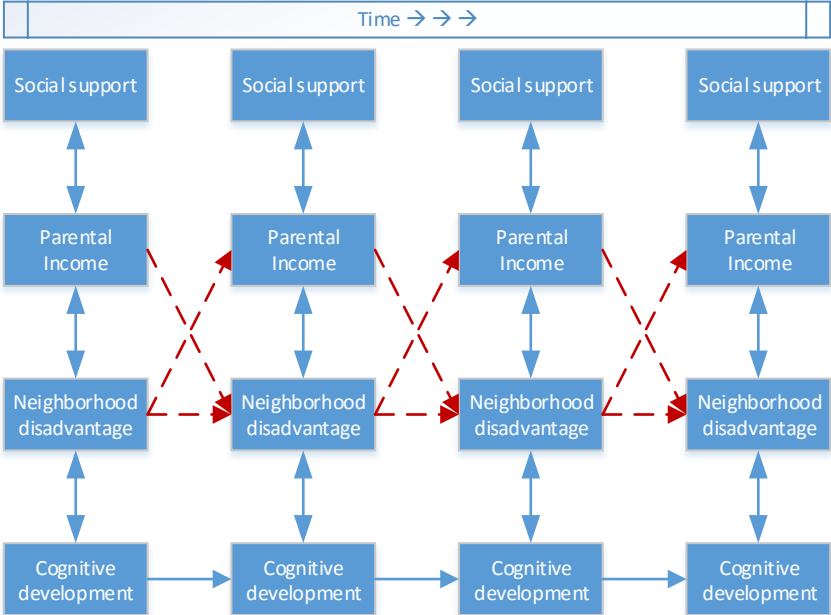 Time → → →
Social support
Social support
Social support
Social support
Parental
Income
Parental
Income
Parental
Income
Parental
Income
Neighborhood
disadvantage
Neighborhood
disadvantage
Neighborhood
disadvantage
Neighborhood
disadvantage
Cognitive
development
Cognitive
development
Cognitive
development
Cognitive
development